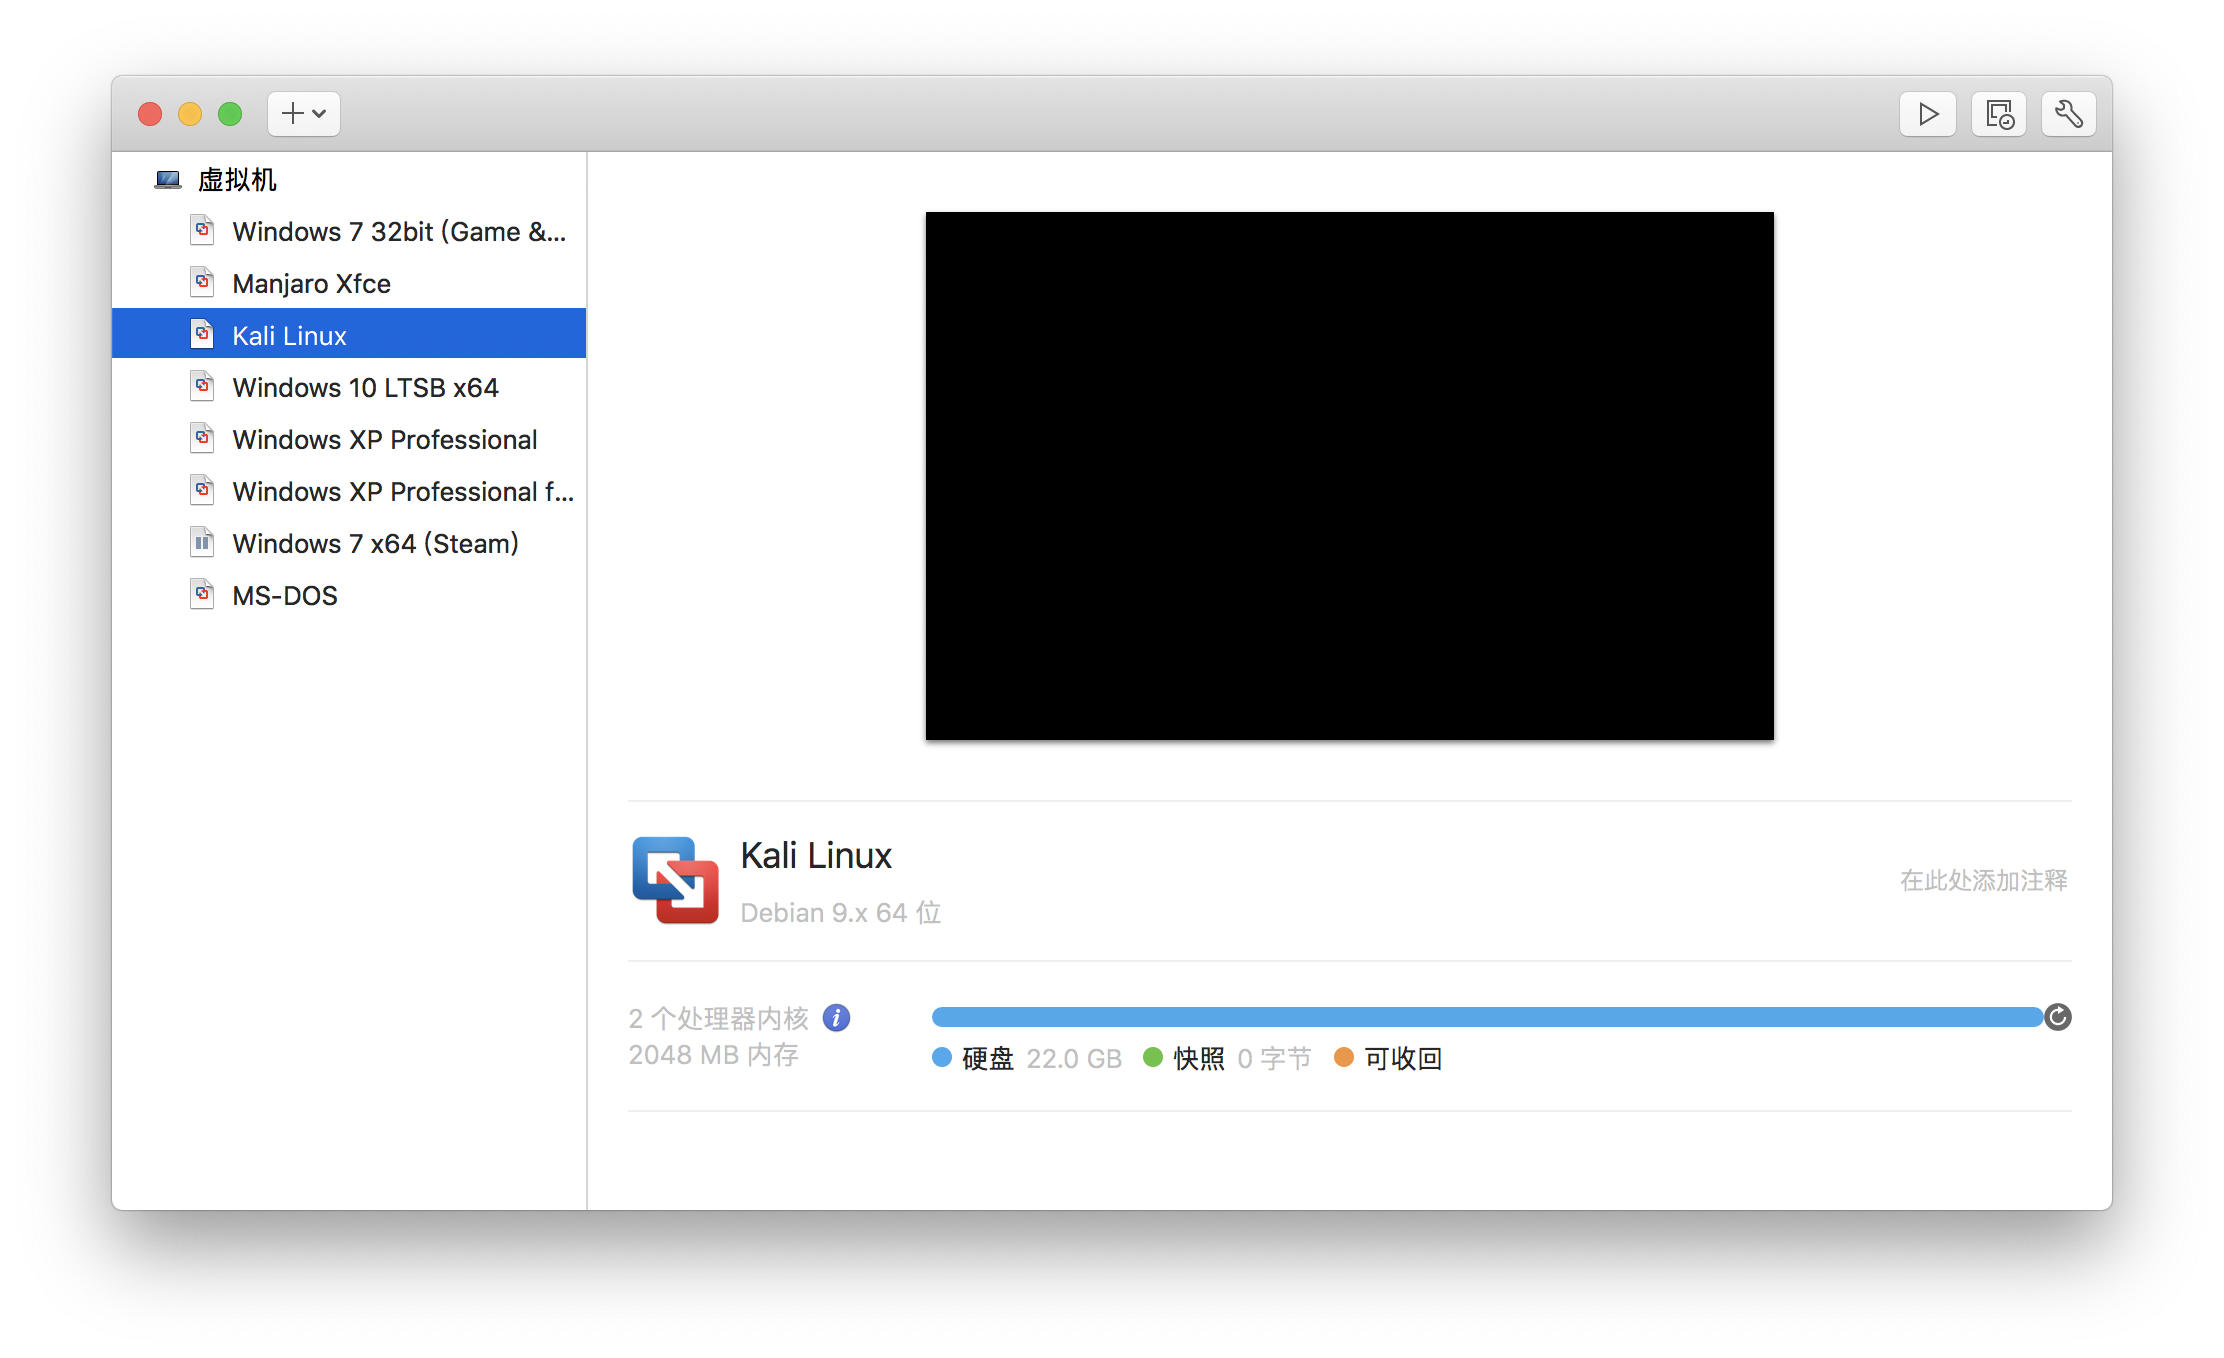 虚拟机
Windows 7 32bit (Game &...
Manjaro Xfce
Kali Linux
Windows 10 LTSB x64
Windows XP Professional
Windows XP Professional f...
Windows 7 x64 (Steam)
MS-DOS
Kali Linux
Debian 9.x 64 位
在此处添加注释
2 个处理器内核
2048 MB 内存
硬盘 22.0 GB 快照 0 字节 可收回